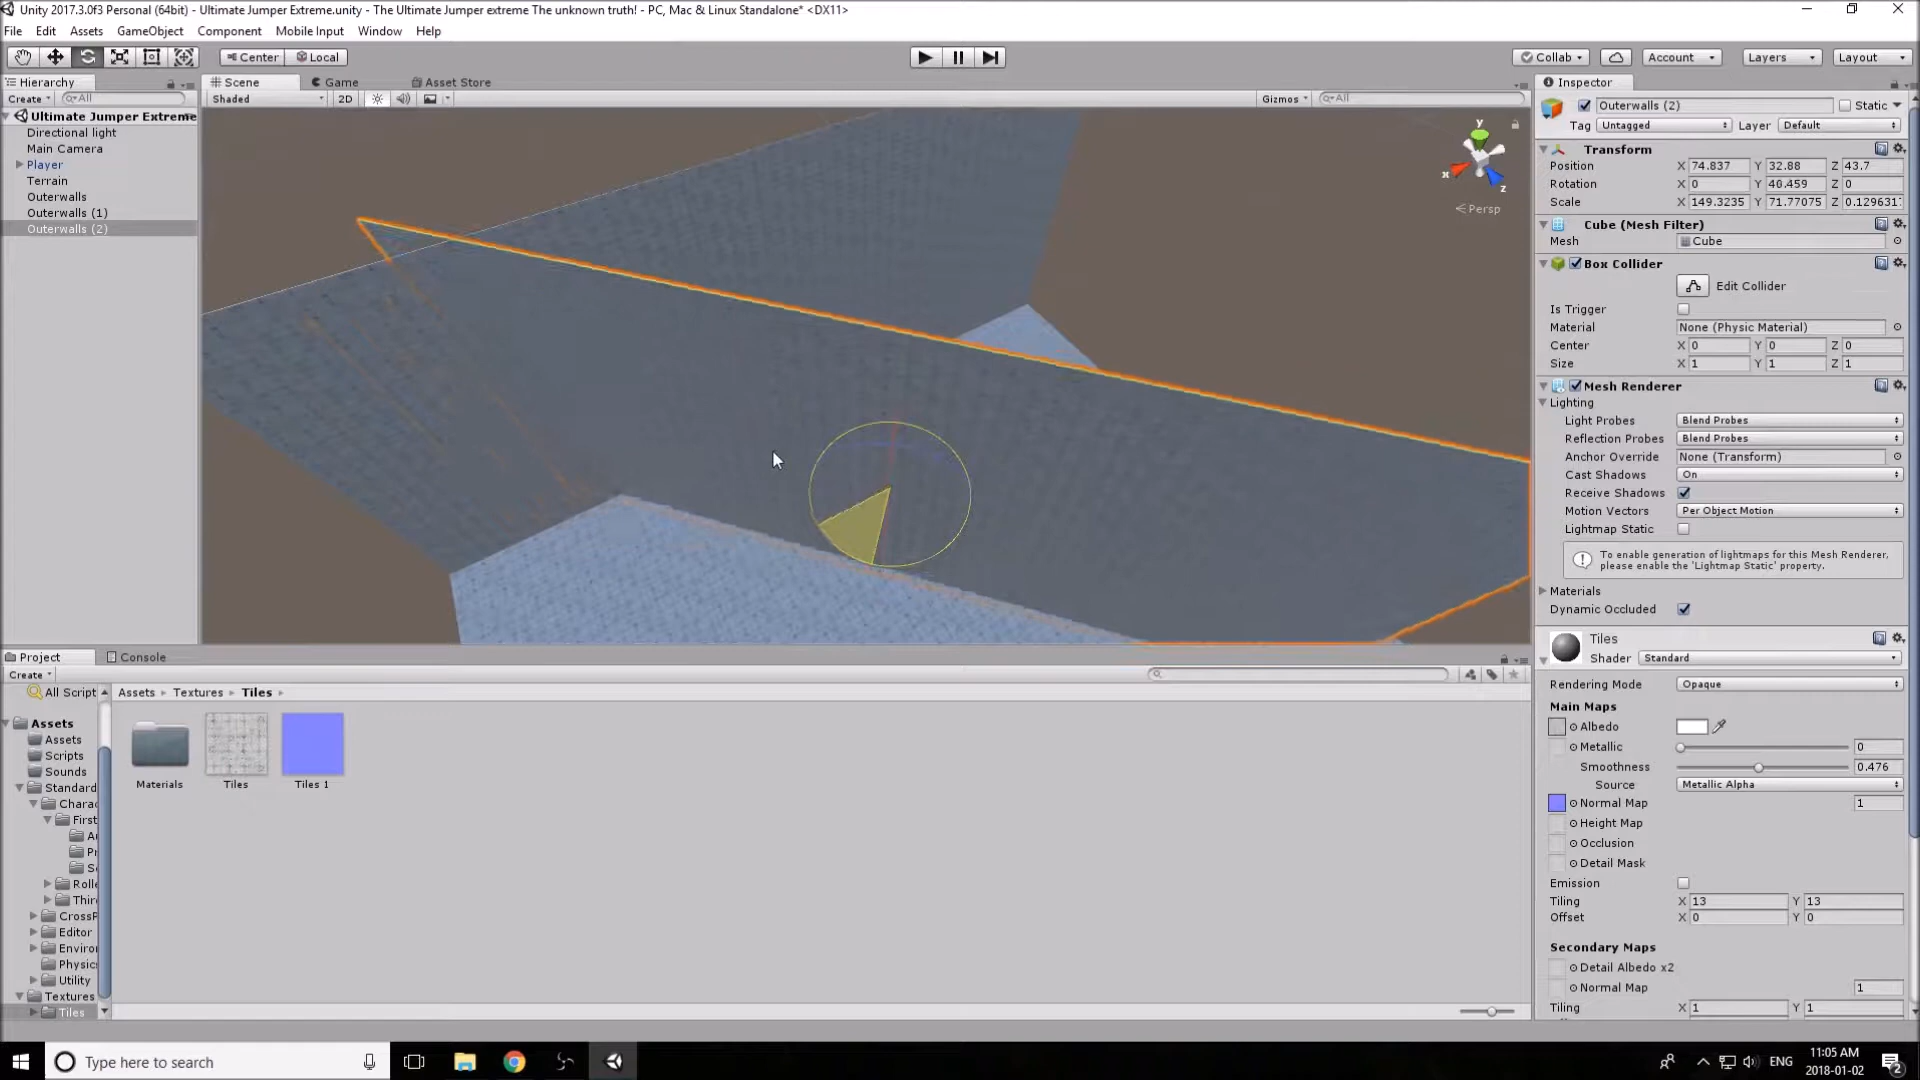 Unity 2017.3.0f3 Personal (64bit) - Ultimate Jumper Extreme.unity - The Ultimate Jumper extreme The unknown truth! - PC, Mac & Linux Standalone* <DX11>
File Edit Assets GameObject Component Mobile Input Window Help
Center Local Collab Account Layers Layout
Hierarchy Scene Game Asset Store Inspector
Create All Shaded 2D Gizmos All
Ultimate Jumper Extreme
Directional light
Main Camera
Player
Terrain
Outerwalls
Outerwalls (1)
Outerwalls (2)
y
x
z
Persp
Outerwalls (2) Static
Tag Untagged Layer Default
Transform
Position X 74.837 Y 32.88 Z 43.7
Rotation X 0 Y 40.459 Z 0
Scale X 149.3235 Y 71.77075 Z 0.129631
Cube (Mesh Filter)
Mesh Cube
Box Collider
Edit Collider
Is Trigger
Material None (Physic Material)
Center X 0 Y 0 Z 0
Size X 1 Y 1 Z 1
Mesh Renderer
Lighting
Light Probes Blend Probes
Reflection Probes Blend Probes
Anchor Override None (Transform)
Cast Shadows On
Receive Shadows
Motion Vectors Per Object Motion
Lightmap Static
To enable generation of lightmaps for this Mesh Renderer, please enable the 'Lightmap Static' property.
Materials
Dynamic Occluded
Tiles
Shader Standard
Rendering Mode Opaque
Main Maps
Albedo
Metallic 0
Smoothness 0.476
Source Metallic Alpha
Normal Map 1
Height Map
Occlusion
Detail Mask
Emission
Tiling X 13 Y 13
Offset X 0 Y 0
Secondary Maps
Detail Albedo x2
Normal Map 1
Tiling X 1 Y 1
Project Console
Create
All Script
Assets
Assets
Scripts
Sounds
Standard
Charac
First
A
P
S
Rolle
Thir
CrossP
Editor
Enviro
Physic
Utility
Textures
Tiles
Assets Textures Tiles
Materials Tiles Tiles 1
Type here to search
ENG
11:05 AM
2018-01-02
2